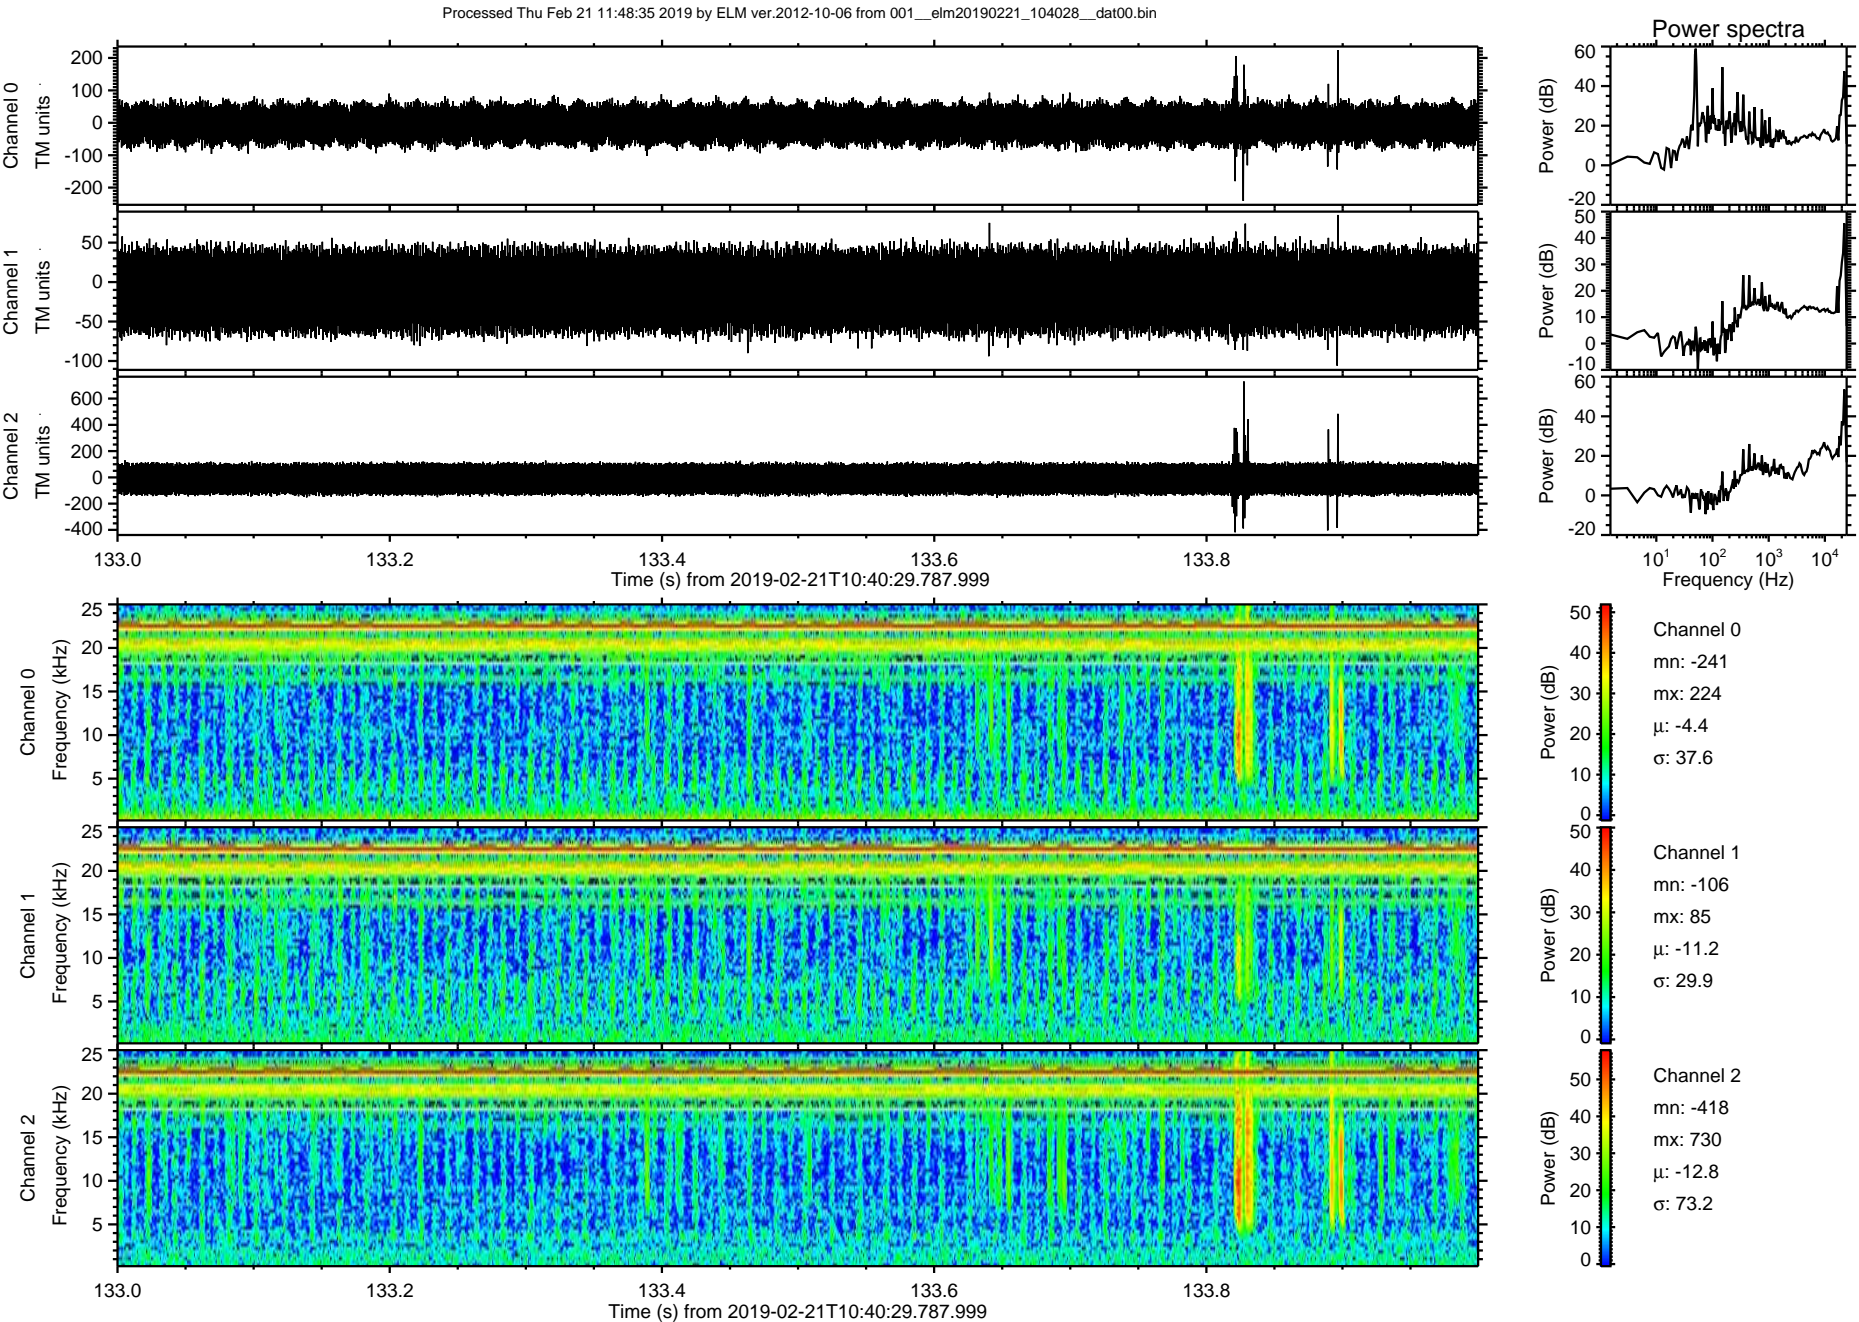 Processed Thu Feb 21 11:48:35 2019 by ELM ver.2012-10-06 from 001__elm20190221_104028__dat00.bin
Power spectra
Channel 0
TM units
200
100
0
-100
-200
Power (dB)
60
40
20
0
-20
Channel 1
TM units
50
0
-50
-100
Power (dB)
50
40
30
20
10
0
-10
Channel 2
TM units
600
400
200
0
-200
-400
Power (dB)
60
40
20
0
-20
133.0 133.2 133.4 133.6 133.8
Time (s) from 2019-02-21T10:40:29.787.999
10^1 10^2 10^3 10^4
Frequency (Hz)
Channel 0
Frequency (kHz)
25
20
15
10
5
Power (dB)
50
40
30
20
10
0
Channel 0
mn: -241
mx: 224
μ: -4.4
σ: 37.6
Channel 1
Frequency (kHz)
25
20
15
10
5
Power (dB)
50
40
30
20
10
0
Channel 1
mn: -106
mx: 85
μ: -11.2
σ: 29.9
Channel 2
Frequency (kHz)
25
20
15
10
5
Power (dB)
50
40
30
20
10
0
Channel 2
mn: -418
mx: 730
μ: -12.8
σ: 73.2
133.0 133.2 133.4 133.6 133.8
Time (s) from 2019-02-21T10:40:29.787.999